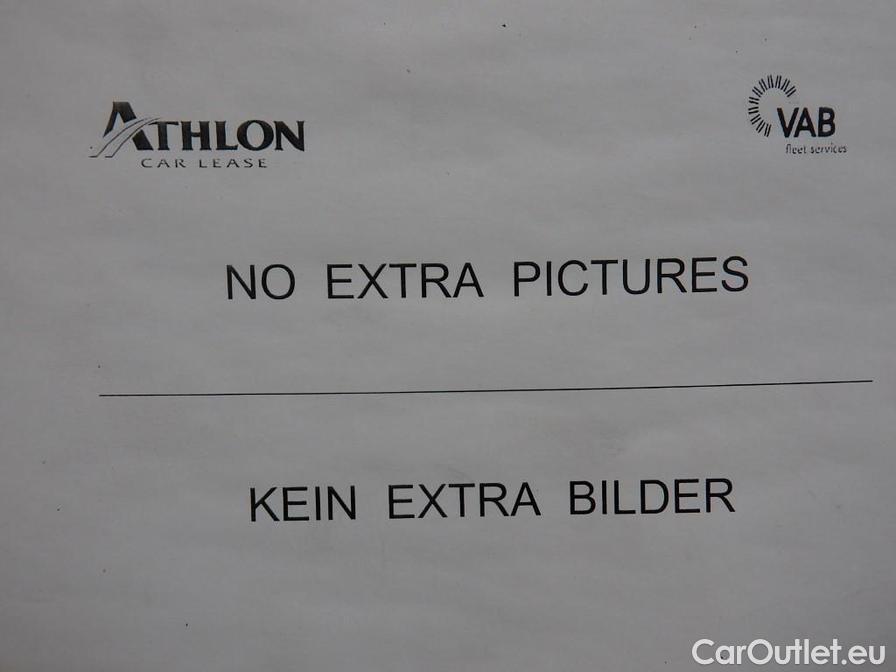 ATHLON
CAR LEASE
VAB
fleet services
NO EXTRA PICTURES
KEIN EXTRA BILDER
CarOutlet.eu